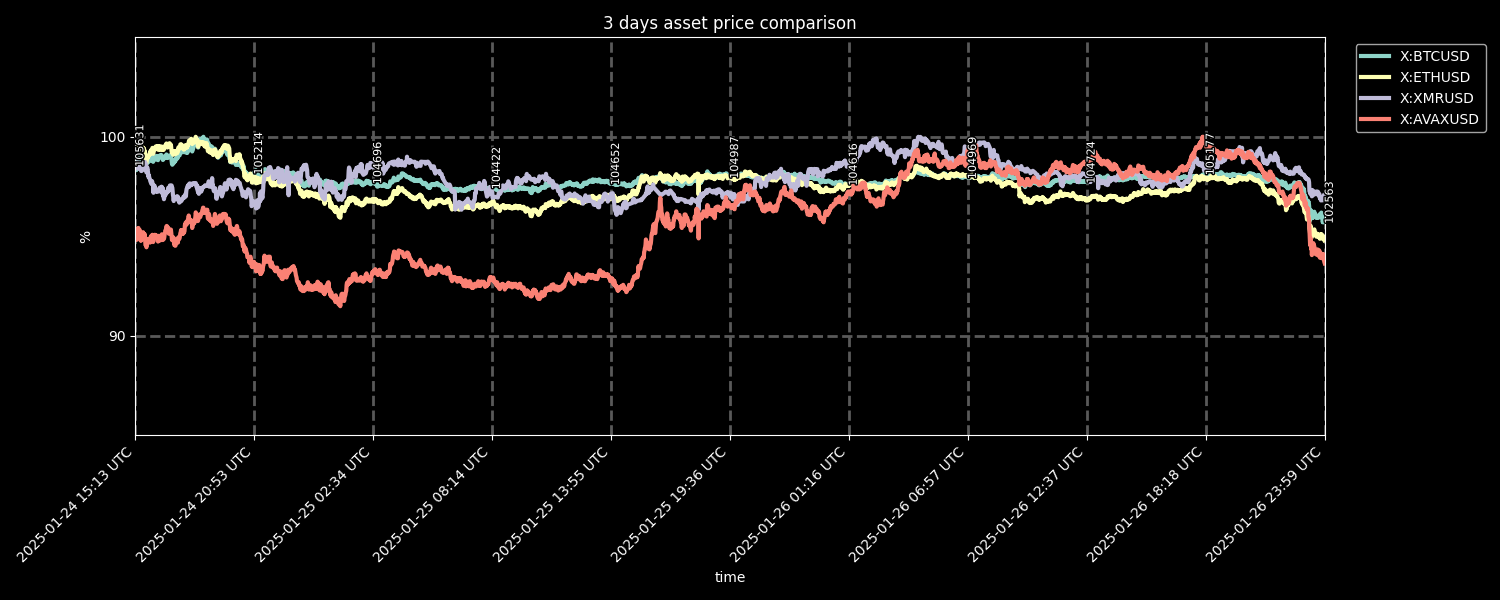 3 days asset price comparison
X:BTCUSD
X:ETHUSD
X:XMRUSD
X:AVAXUSD
100
90
%
105631
105214
104696
104422
104652
104987
104616
104969
104724
105177
102563
2025-01-24 15:13 UTC
2025-01-24 20:53 UTC
2025-01-25 02:34 UTC
2025-01-25 08:14 UTC
2025-01-25 13:55 UTC
2025-01-25 19:36 UTC
2025-01-26 01:16 UTC
2025-01-26 06:57 UTC
2025-01-26 12:37 UTC
2025-01-26 18:18 UTC
2025-01-26 23:59 UTC
time